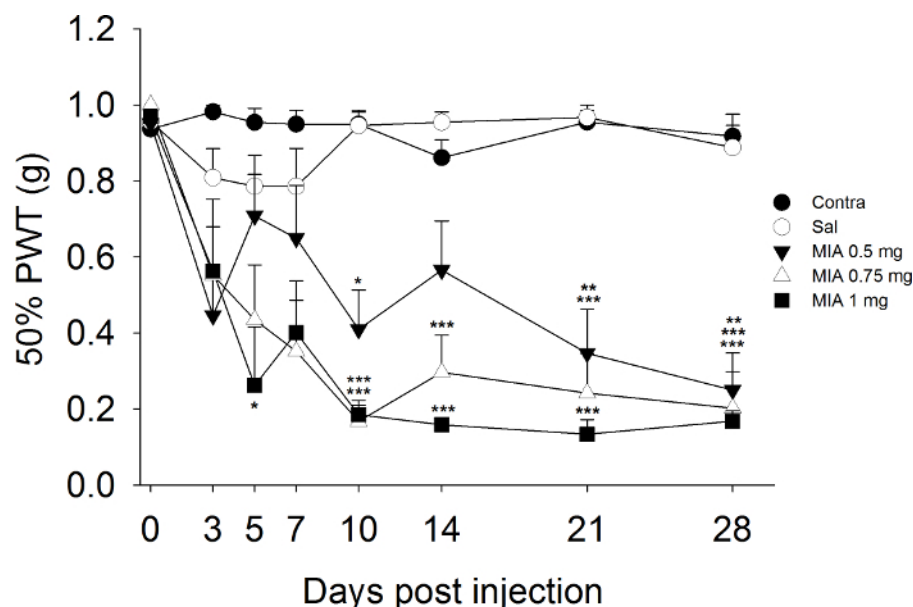 1.2
1.0
0.8
0.6
0.4
0.2
0.0
50% PWT (g)
0 3 5 7 10 14 21 28
Days post injection
Contra
Sal
MIA 0.5 mg
MIA 0.75 mg
MIA 1 mg
*
*
***
***
***
***
**
***
***
**
***
***